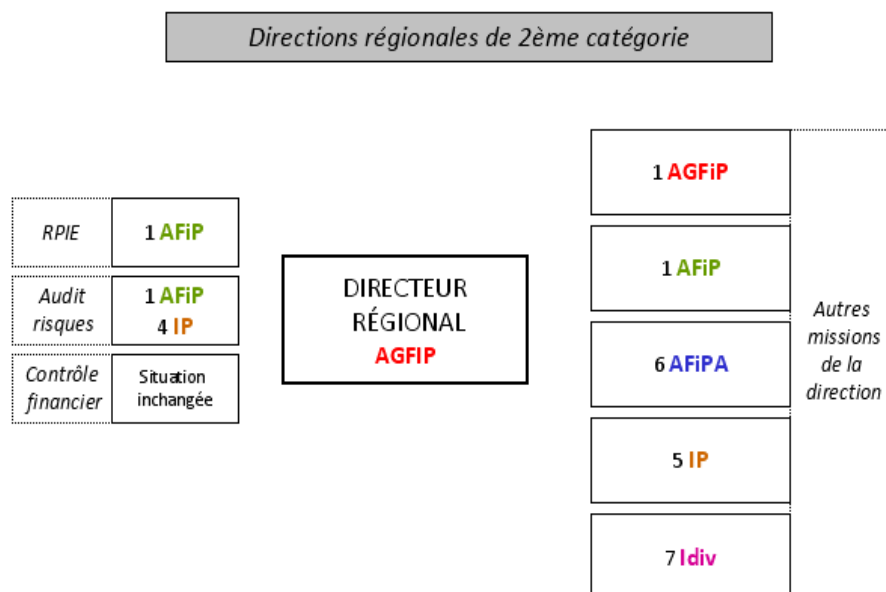 Directions régionales de 2ème catégorie
RPIE
1 AFiP
Audit
risques
1 AFiP
4 IP
Contrôle
financier
Situation
inchangée
DIRECTEUR
RÉGIONAL
AGFIP
1 AGFiP
1 AFiP
6 AFiPA
5 IP
7 Idiv
Autres
missions
de la
direction